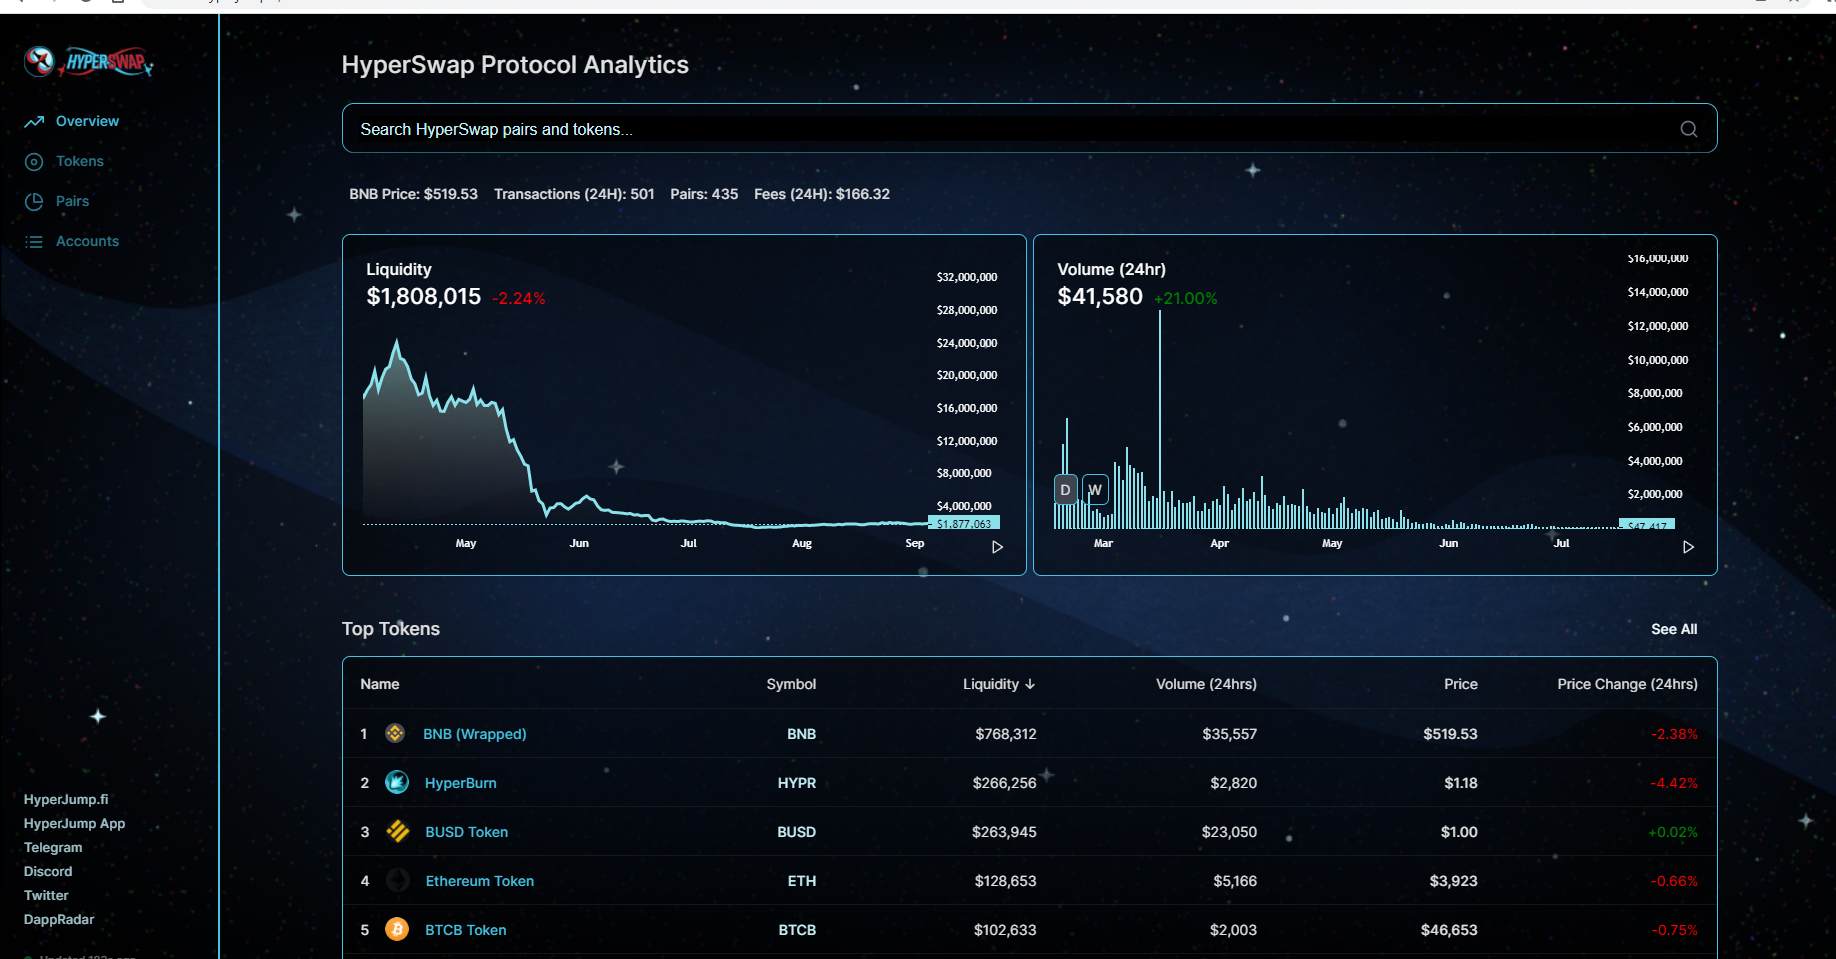 HYPERSWAP
Overview
Tokens
Pairs
Accounts
HyperJump.fi
HyperJump App
Telegram
Discord
Twitter
DappRadar
HyperSwap Protocol Analytics
Search HyperSwap pairs and tokens...
BNB Price: $519.53 Transactions (24H): 501 Pairs: 435 Fees (24H): $166.32
Liquidity
$1,808,015 -2.24%
$32,000,000
$28,000,000
$24,000,000
$20,000,000
$16,000,000
$12,000,000
$8,000,000
$4,000,000
$1,877,063
May Jun Jul Aug Sep
Volume (24hr)
$41,580 +21.00%
$16,000,000
$14,000,000
$12,000,000
$10,000,000
$8,000,000
$6,000,000
$4,000,000
$2,000,000
$47,417
D W
Mar Apr May Jun Jul
Top Tokens See All
Name Symbol Liquidity ↓ Volume (24hrs) Price Price Change (24hrs)
1 BNB (Wrapped) BNB $768,312 $35,557 $519.53 -2.38%
2 HyperBurn HYPR $266,256 $2,820 $1.18 -4.42%
3 BUSD Token BUSD $263,945 $23,050 $1.00 +0.02%
4 Ethereum Token ETH $128,653 $5,166 $3,923 -0.66%
5 BTCB Token BTCB $102,633 $2,003 $46,653 -0.75%